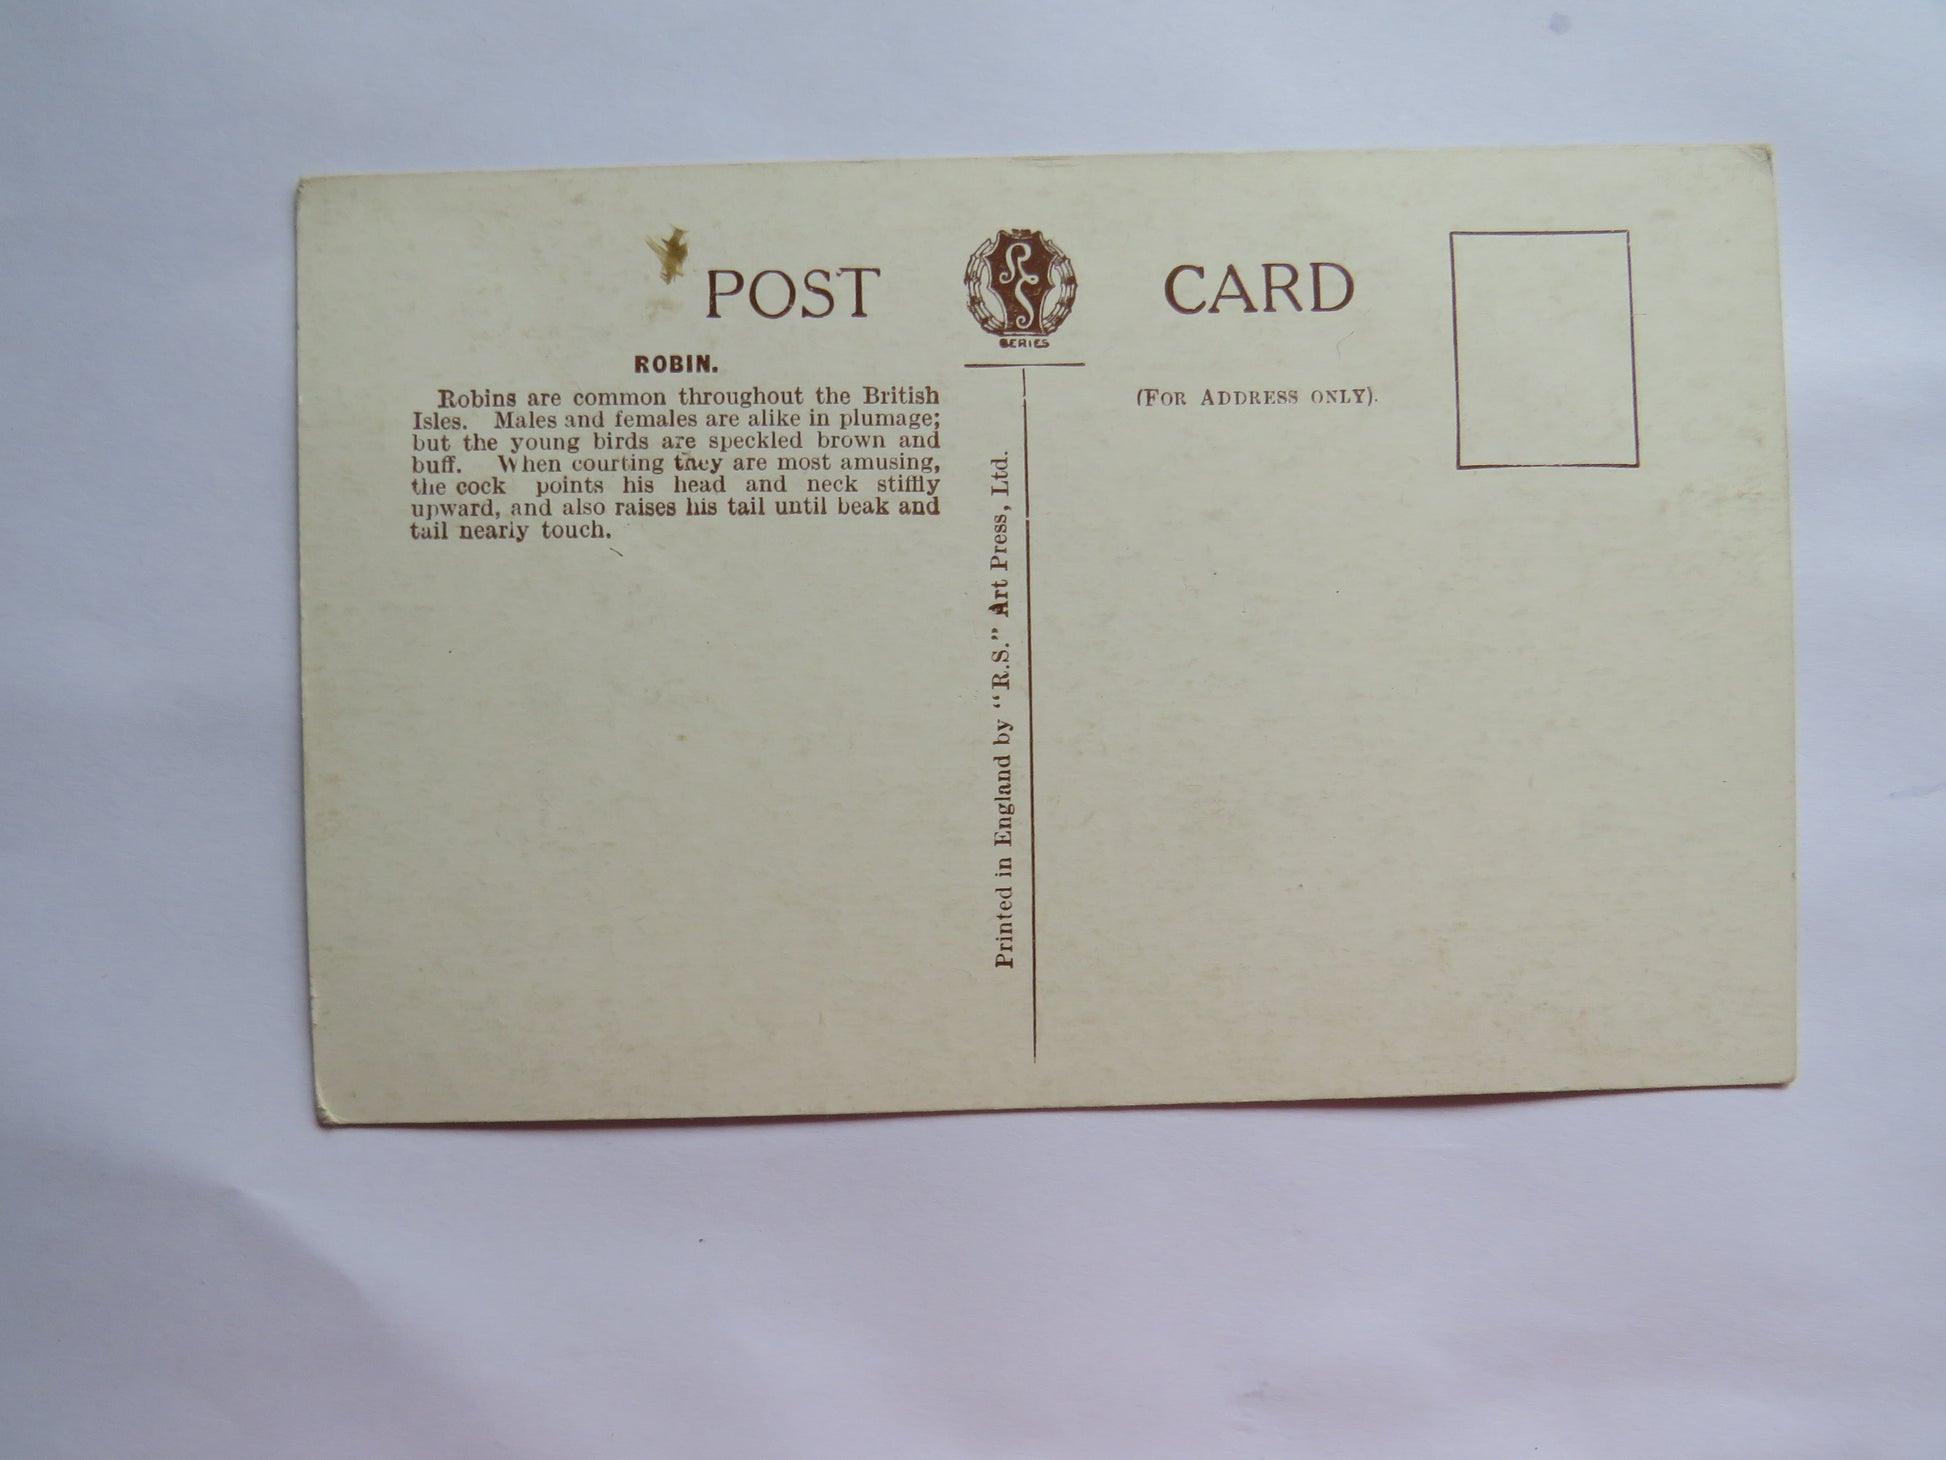 POST CARD
RS
SERIES
ROBIN.
Robins are common throughout the British
Isles. Males and females are alike in plumage;
but the young birds are speckled brown and
buff. When courting they are most amusing,
the cock points his head and neck stiffly
upward, and also raises his tail until beak and
tail nearly touch.
Printed in England by "R.S." Art Press, Ltd.
(FOR ADDRESS ONLY).